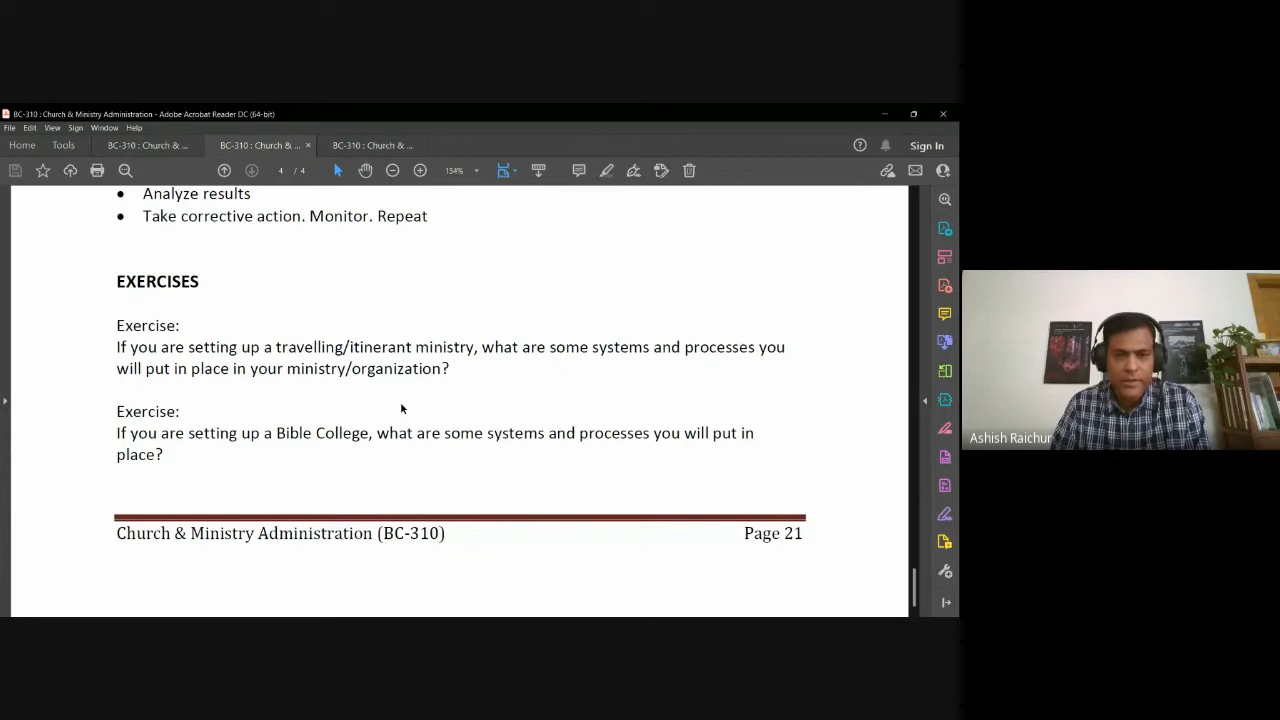 BC-310 : Church & Ministry Administration - Adobe Acrobat Reader DC (64-bit)
File Edit View Sign Window Help
Home Tools BC-310 : Church & ... BC-310 : Church & ... × BC-310 : Church & ... Sign In
4 / 4 154%
• Analyze results
• Take corrective action. Monitor. Repeat
EXERCISES
Exercise:
If you are setting up a travelling/itinerant ministry, what are some systems and processes you
will put in place in your ministry/organization?
Exercise:
If you are setting up a Bible College, what are some systems and processes you will put in
place?
Church & Ministry Administration (BC-310) Page 21
Ashish Raichur